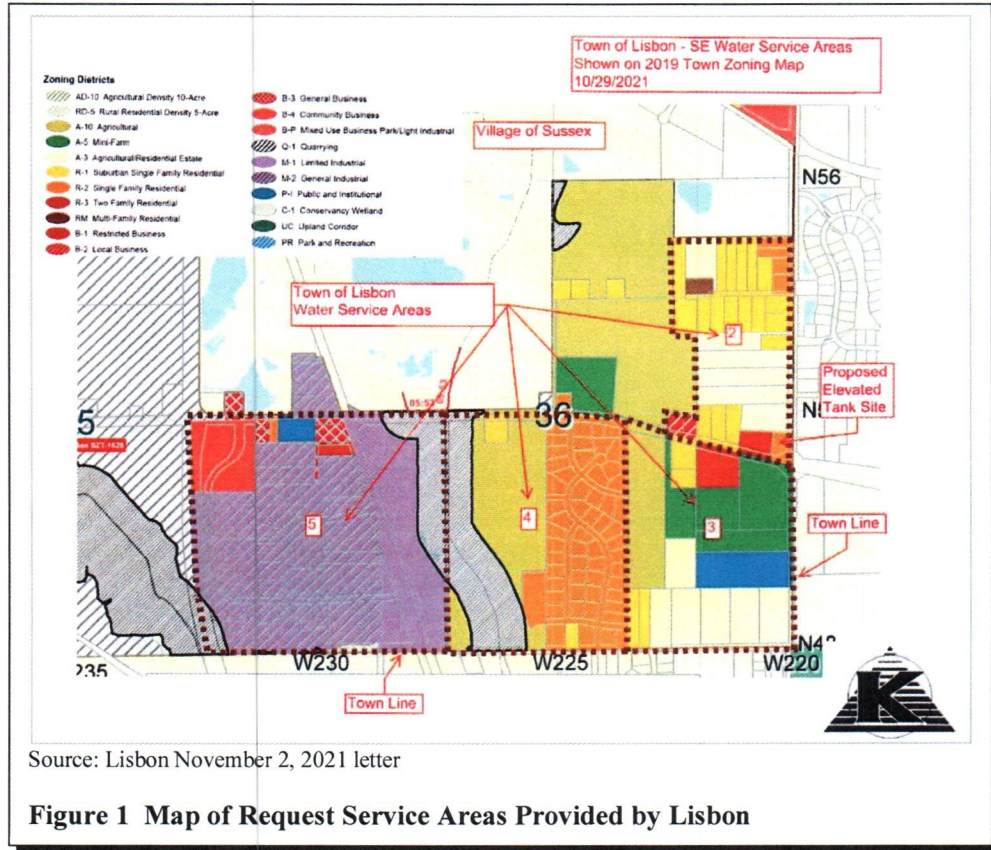 Town of Lisbon - SE Water Service Areas
Shown on 2019 Town Zoning Map
10/29/2021
Zoning Districts
AD-10 Agricultural Density 10-Acre
RD-5 Rural Residential Density 5-Acre
A-10 Agricultural
A-5 Mini-Farm
A-3 Agricultural/Residential Estate
R-1 Suburban Single Family Residential
R-2 Single Family Residential
R-3 Two Family Residential
RM Multi-Family Residential
B-1 Restricted Business
B-2 Local Business
B-3 General Business
B-4 Community Business
B-P Mixed Use Business Park/Light Industrial
Q-1 Quarrying
M-1 Limited Industrial
M-2 General Industrial
P-I Public and Institutional
C-1 Conservancy Wetland
UC Upland Corridor
PR Park and Recreation
Village of Sussex
N56
Town of Lisbon
Water Service Areas
2
Proposed
Elevated
Tank Site
5
36
5
4
3
Town Line
W230
W225
W220
Town Line
K
Source: Lisbon November 2, 2021 letter
Figure 1 Map of Request Service Areas Provided by Lisbon